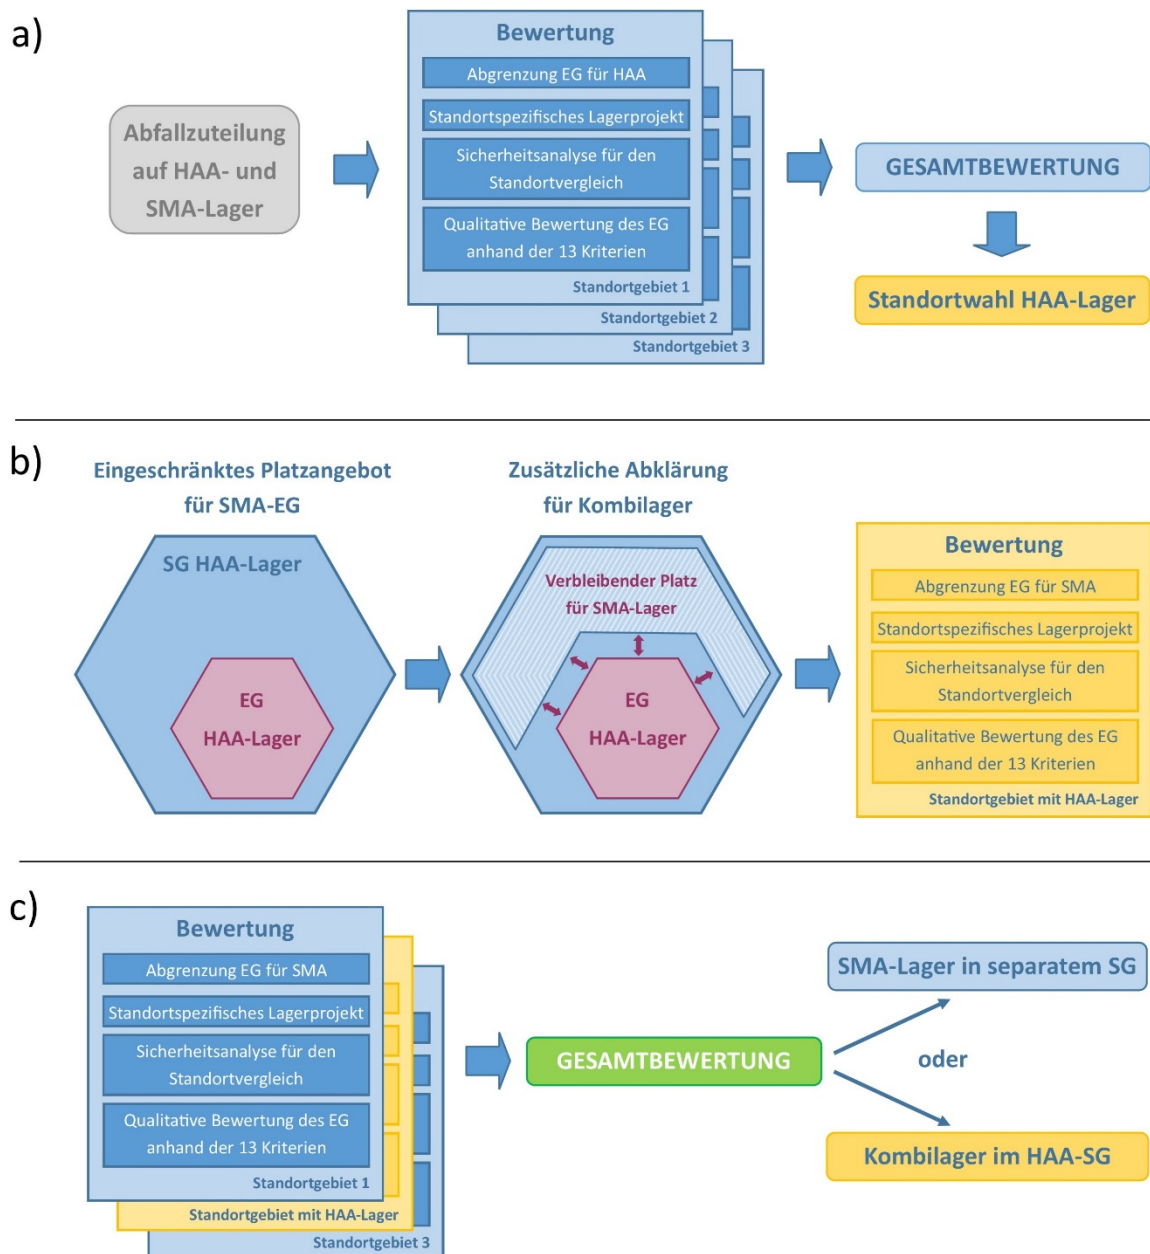 a)
Abfallzuteilung
auf HAA- und
SMA-Lager
Bewertung
Abgrenzung EG für HAA
Standortspezifisches Lagerprojekt
Sicherheitsanalyse für den
Standortvergleich
Qualitative Bewertung des EG
anhand der 13 Kriterien
Standortgebiet 1
Standortgebiet 2
Standortgebiet 3
GESAMTBEWERTUNG
Standortwahl HAA-Lager
b)
Eingeschränktes Platzangebot
für SMA-EG
SG HAA-Lager
EG
HAA-Lager
Zusätzliche Abklärung
für Kombilager
Verbleibender Platz
für SMA-Lager
EG
HAA-Lager
Bewertung
Abgrenzung EG für SMA
Standortspezifisches Lagerprojekt
Sicherheitsanalyse für den
Standortvergleich
Qualitative Bewertung des EG
anhand der 13 Kriterien
Standortgebiet mit HAA-Lager
c)
Bewertung
Abgrenzung EG für SMA
Standortspezifisches Lagerprojekt
Sicherheitsanalyse für den
Standortvergleich
Qualitative Bewertung des EG
anhand der 13 Kriterien
Standortgebiet 1
Standortgebiet mit HAA-Lager
Standortgebiet 3
GESAMTBEWERTUNG
SMA-Lager in separatem SG
oder
Kombilager im HAA-SG